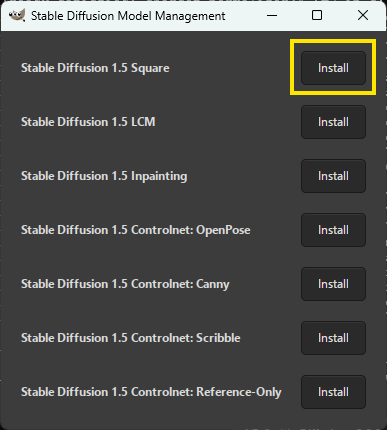 Stable Diffusion Model Management
Stable Diffusion 1.5 Square Install
Stable Diffusion 1.5 LCM Install
Stable Diffusion 1.5 Inpainting Install
Stable Diffusion 1.5 Controlnet: OpenPose Install
Stable Diffusion 1.5 Controlnet: Canny Install
Stable Diffusion 1.5 Controlnet: Scribble Install
Stable Diffusion 1.5 Controlnet: Reference-Only Install